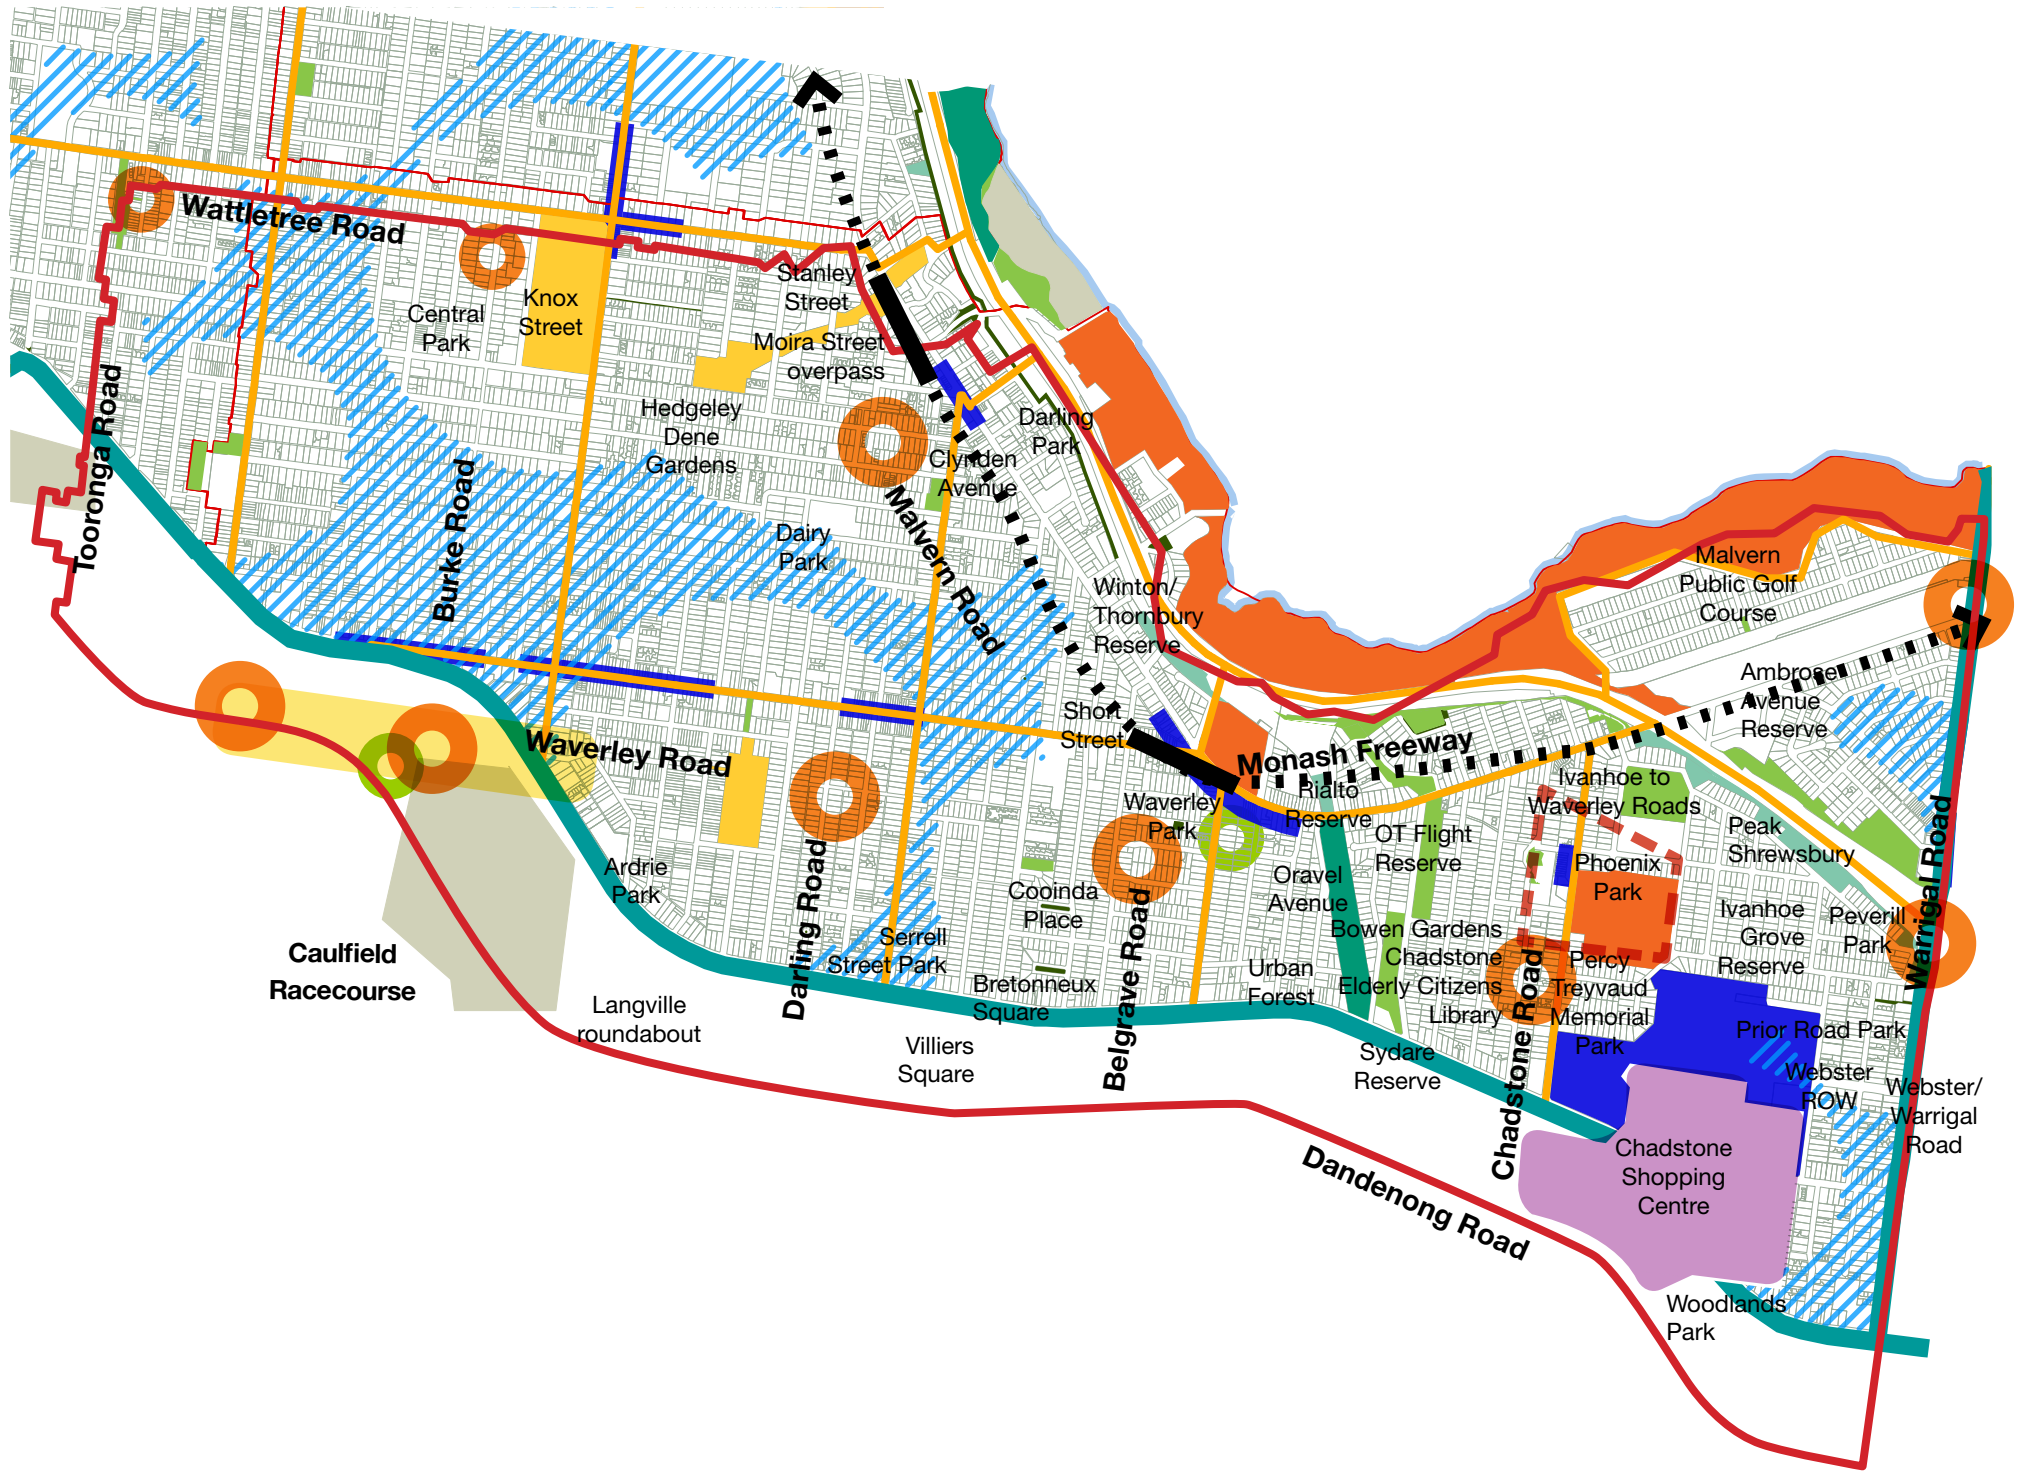 Wattletree Road
Stanley
Street
Knox
Street
Central
Park
Moira Street
overpass
Hedgeley
Dene
Gardens
Darling
Park
Clynden
Avenue
Tooronga Road
Burke Road
Malvern Road
Dairy
Park
Winton/
Thornbury
Reserve
Malvern
Public Golf
Course
Ambrose
Avenue
Reserve
Short
Street
Waverley Road
Monash Freeway
Ivanhoe to
Waverley Roads
Rialto
Reserve
Waverley
Park
OT Flight
Reserve
Peak
Shrewsbury
Phoenix
Park
Ardrie
Park
Darling Road
Cooinda
Place
Oravel
Avenue
Belgrave Road
Ivanhoe
Grove
Reserve
Peverill
Park
Warrigal Road
Caulfield
Racecourse
Serrell
Street Park
Bretonneux
Square
Urban
Forest
Bowen Gardens
Chadstone
Elderly Citizens
Library
Chadstone Road
Percy
Treyvaud
Memorial
Park
Prior Road Park
Langville
roundabout
Villiers
Square
Sydare
Reserve
Webster
ROW
Webster/
Warrigal
Road
Chadstone
Shopping
Centre
Dandenong Road
Woodlands
Park